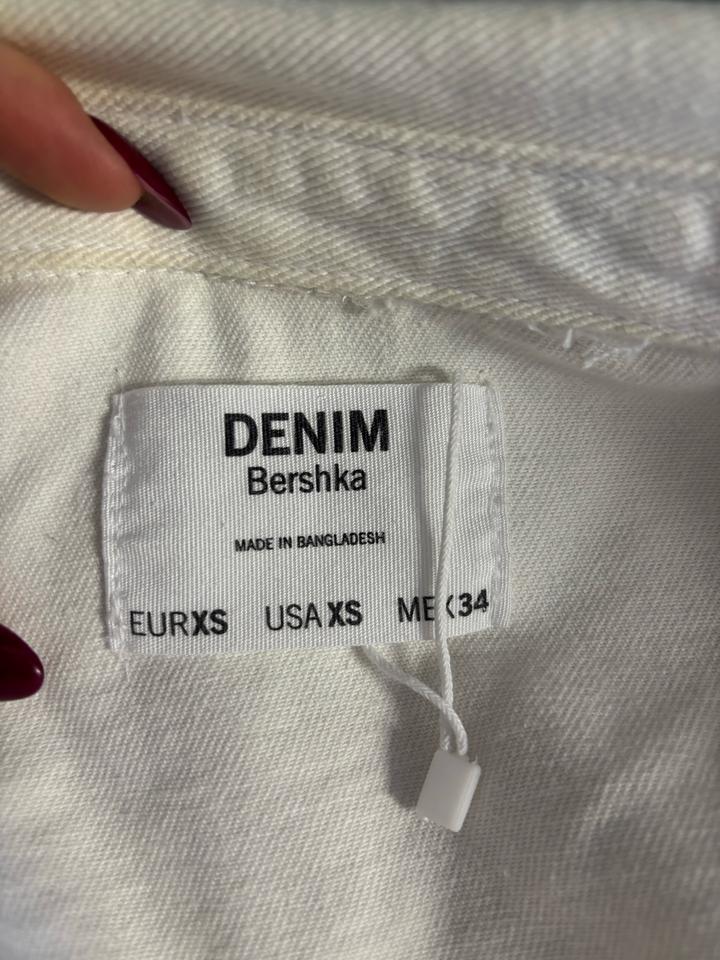 DENIM
Bershka
MADE IN BANGLADESH
EUR XS USA XS MEX 34